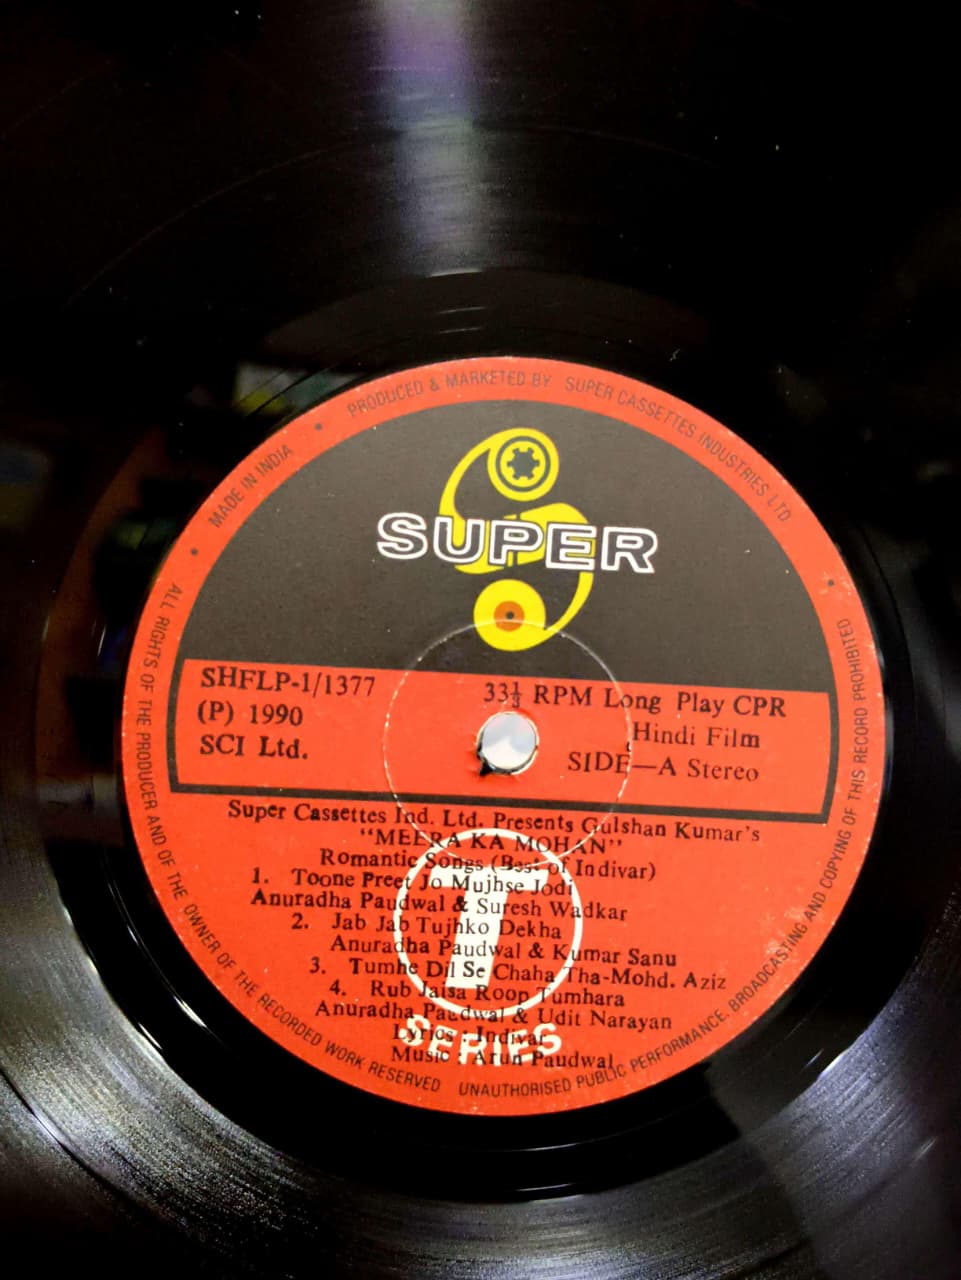 MADE IN INDIA • PRODUCED & MARKETED BY SUPER CASSETTES INDUSTRIES LTD
SUPER
SHFLP-1/1377
(P) 1990
SCI Ltd.
33⅓ RPM Long Play CPR
Hindi Film
SIDE—A Stereo
Super Cassettes Ind. Ltd. Presents Gulshan Kumar's
"MEERA KA MOHAN"
Romantic Songs (Best of Indivar)
1. Toone Preet Jo Mujhse Jodi
Anuradha Paudwal & Suresh Wadkar
2. Jab Jab Tujhko Dekha
Anuradha Paudwal & Kumar Sanu
3. Tumhe Dil Se Chaha Tha-Mohd. Aziz
4. Rub Jaisa Roop Tumhara
Anuradha Paudwal & Udit Narayan
Lyrics : Indivar
Music : Arun Paudwal
T
SERIES
ALL RIGHTS OF THE PRODUCER AND OF THE OWNER OF THE RECORDED WORK RESERVED UNAUTHORISED PUBLIC PERFORMANCE, BROADCASTING AND COPYING OF THIS RECORD PROHIBITED